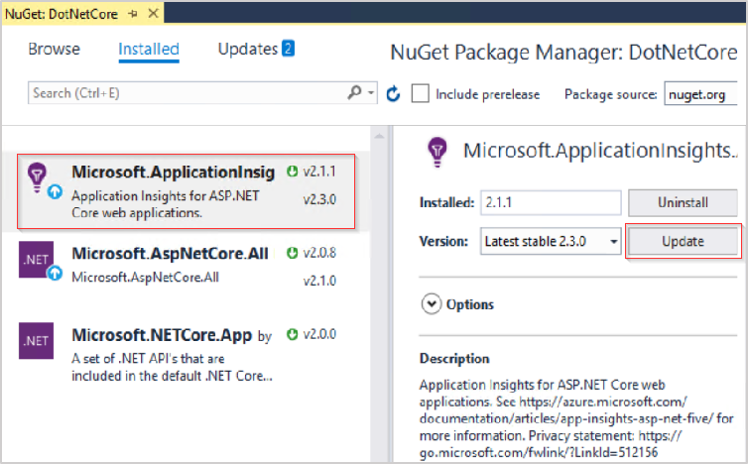 NuGet: DotNetCore
Browse Installed Updates 2
NuGet Package Manager: DotNetCore
Search (Ctrl+E)
Include prerelease Package source: nuget.org
Microsoft.ApplicationInsig v2.1.1
Application Insights for ASP.NET v2.3.0
Core web applications.
.NET Microsoft.AspNetCore.All v2.0.8
Microsoft.AspNetCore.All v2.1.0
.NET Microsoft.NETCore.App by v2.0.0
A set of .NET API's that are
included in the default .NET Core...
Microsoft.ApplicationInsights.
Installed: 2.1.1 Uninstall
Version: Latest stable 2.3.0 Update
Options
Description
Application Insights for ASP.NET Core web
applications. See https://azure.microsoft.com/
documentation/articles/app-insights-asp-net-five/ for
more information. Privacy statement: https://
go.microsoft.com/fwlink/?LinkId=512156